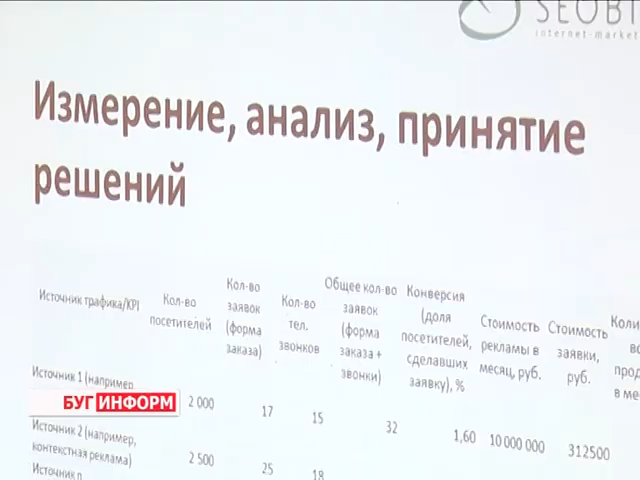 SEOBI
internet-market
Измерение, анализ, принятие
решений
Источник трафика/KPI
Кол-во
посетителей
Кол-во
заявок
(форма
заказа)
Кол-во
тел.
звонков
Общее кол-во
заявок
(форма
заказа +
звонки)
Конверсия
(доля
посетителей,
сделавших
заявку), %
Стоимость
рекламы в
месяц, руб.
Стоимость
заявки,
руб.
Источник 1 (например,
2 000
17
15
32
1,60
10 000 000
312500
БУГ ИНФОРМ
Источник 2 (например,
контекстная реклама)
2 500
25
18
Источник n